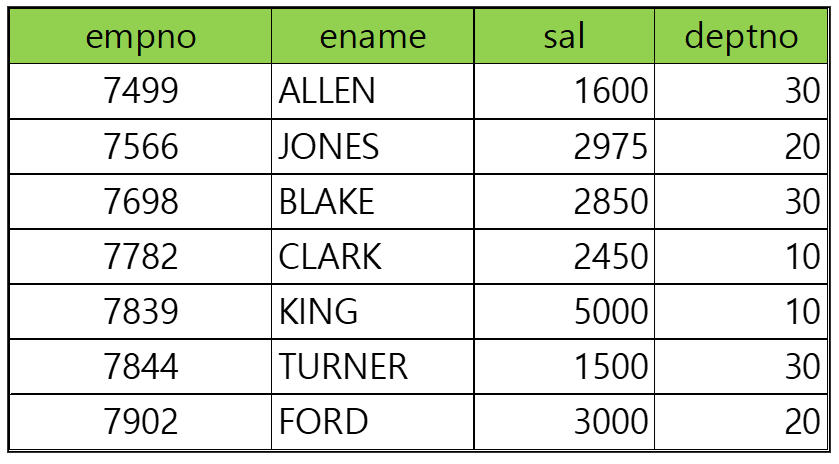 empno ename sal deptno
7499 ALLEN 1600 30
7566 JONES 2975 20
7698 BLAKE 2850 30
7782 CLARK 2450 10
7839 KING 5000 10
7844 TURNER 1500 30
7902 FORD 3000 20